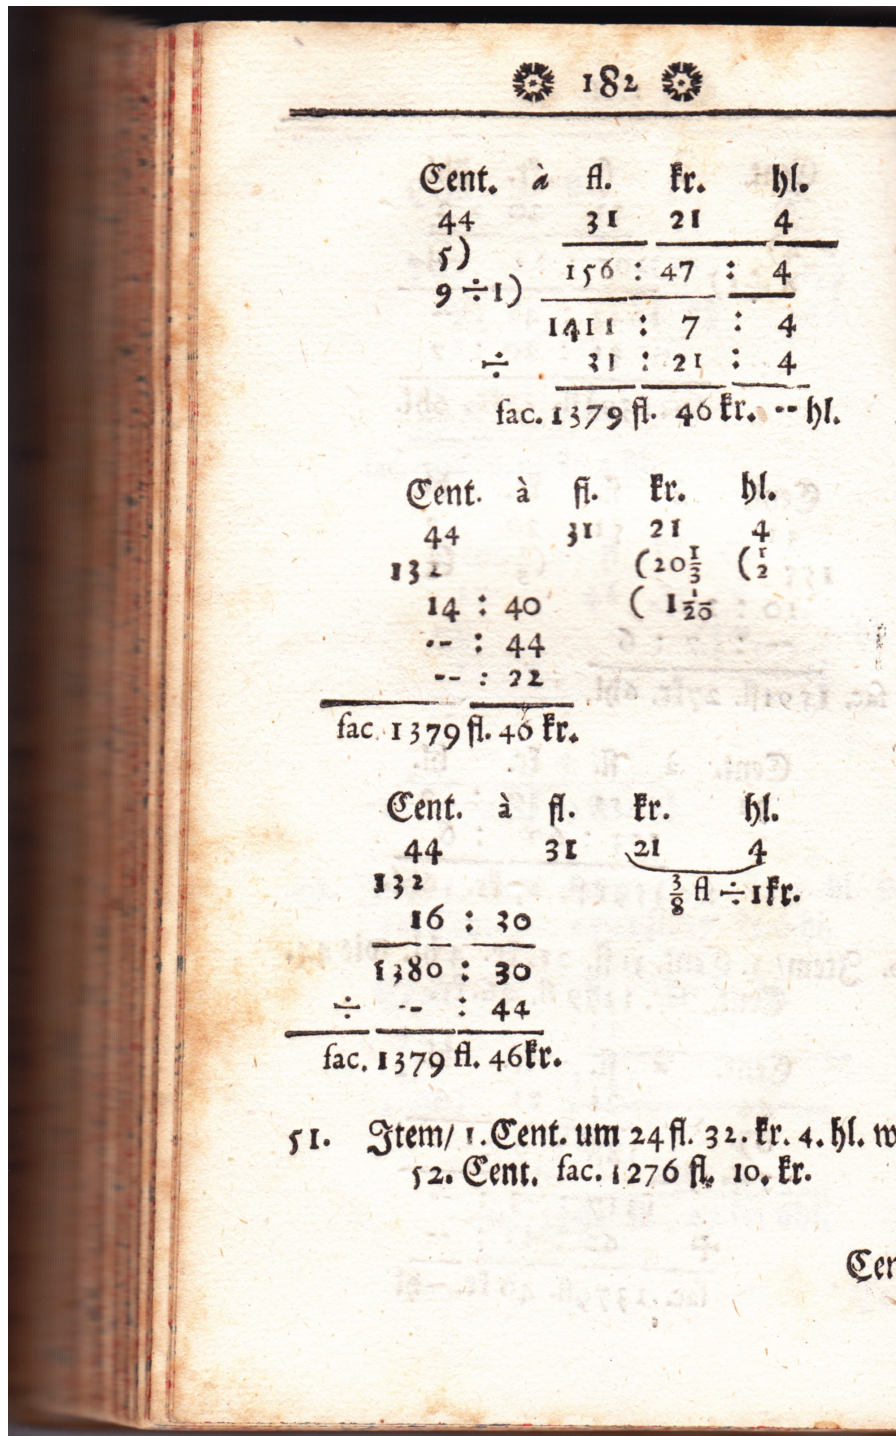 182
Cent. à fl. kr. hl.
44 31 21 4
5)
156 : 47 : 4
9 ÷ 1)
1411 : 7 : 4
÷ 31 : 21 : 4
fac. 1379 fl. 46 kr. -- hl.
Cent. à fl. kr. hl.
44 31 21 4
132 (20 1/3 (1/2
14 : 40 ( 1 1/20
-- : 44
-- : 22
fac. 1379 fl. 46 kr.
Cent. à fl. kr. hl.
44 31 21 4
132 3/8 fl ÷ 1 kr.
16 : 30
1380 : 30
÷ -- : 44
fac. 1379 fl. 46 kr.
51. Item/ 1. Cent. um 24 fl. 32. kr. 4. hl. w
52. Cent. fac. 1276 fl. 10. kr.
Cen